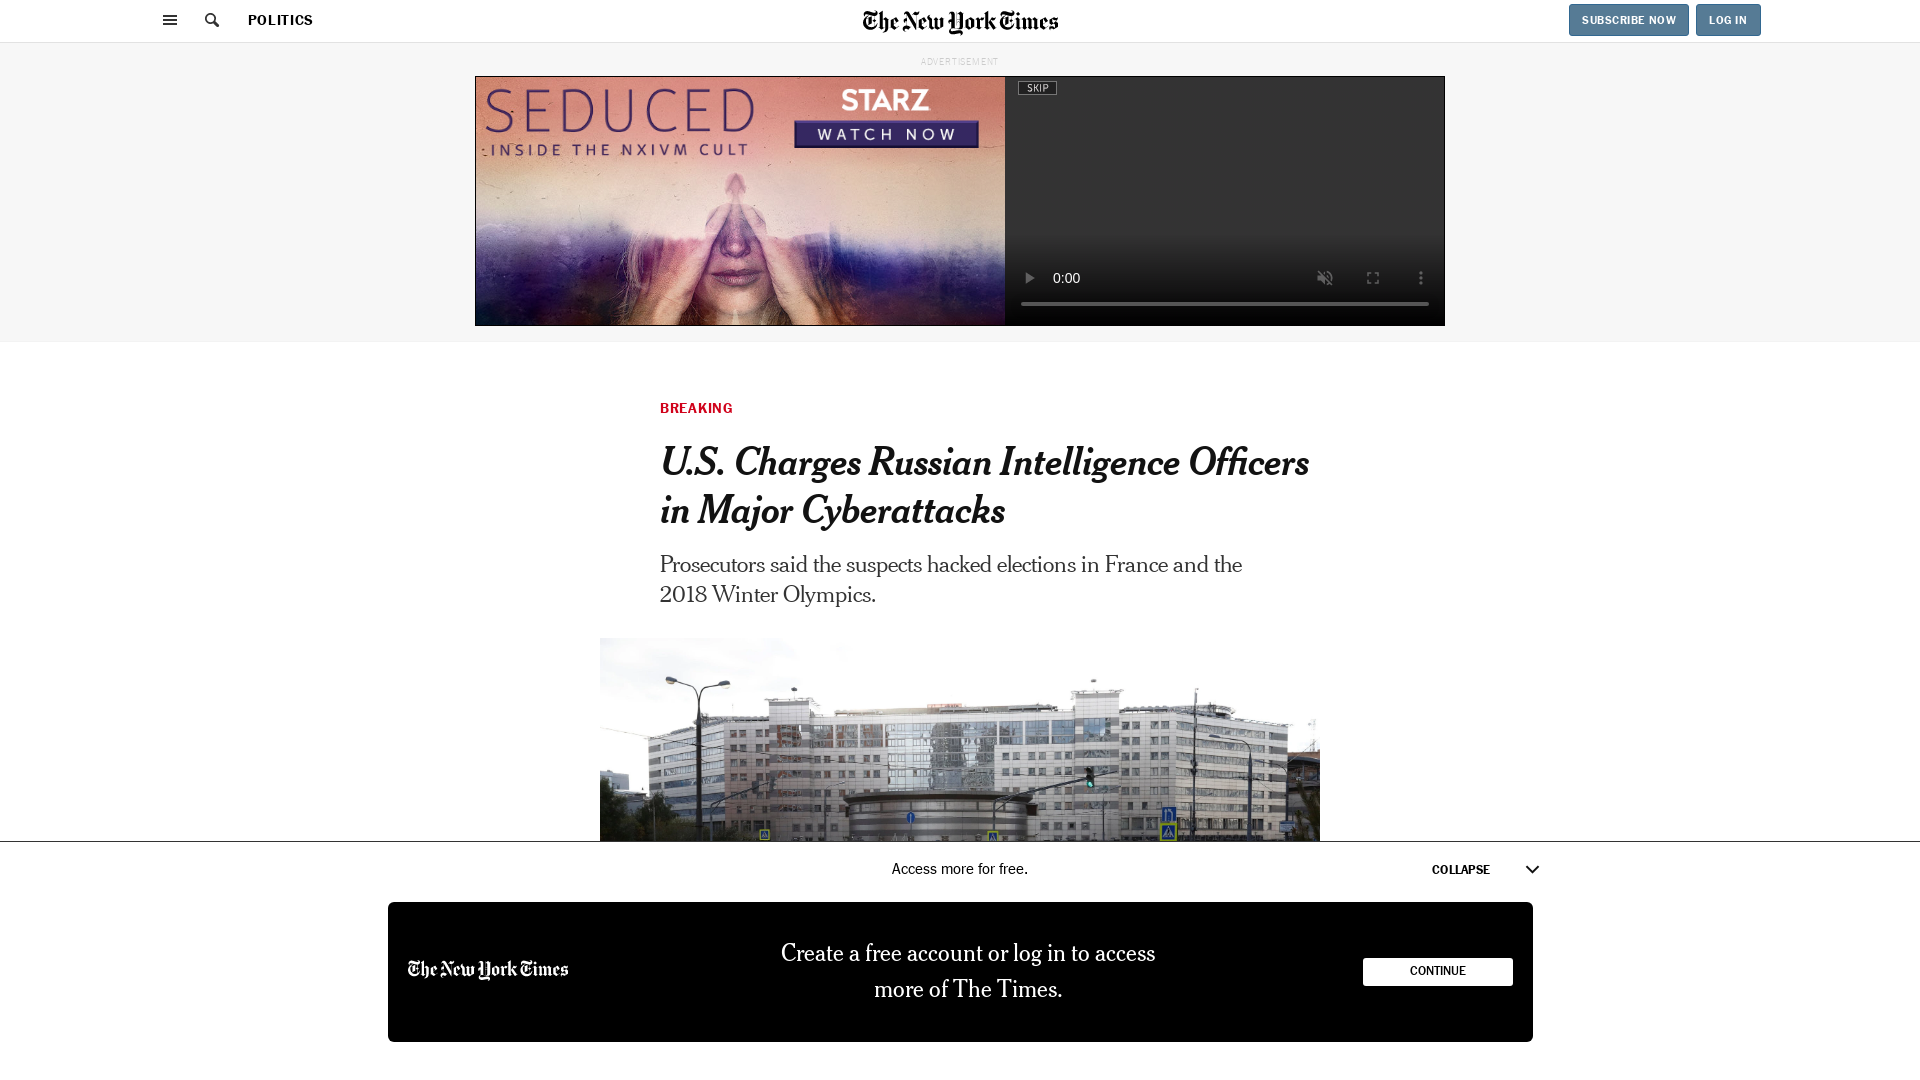 POLITICS
The New York Times
SUBSCRIBE NOW
LOG IN
ADVERTISEMENT
SEDUCED
INSIDE THE NXIVM CULT
STARZ
WATCH NOW
SKIP
0:00
BREAKING
U.S. Charges Russian Intelligence Officers
in Major Cyberattacks
Prosecutors said the suspects hacked elections in France and the
2018 Winter Olympics.
Access more for free.
COLLAPSE
The New York Times
Create a free account or log in to access
more of The Times.
CONTINUE